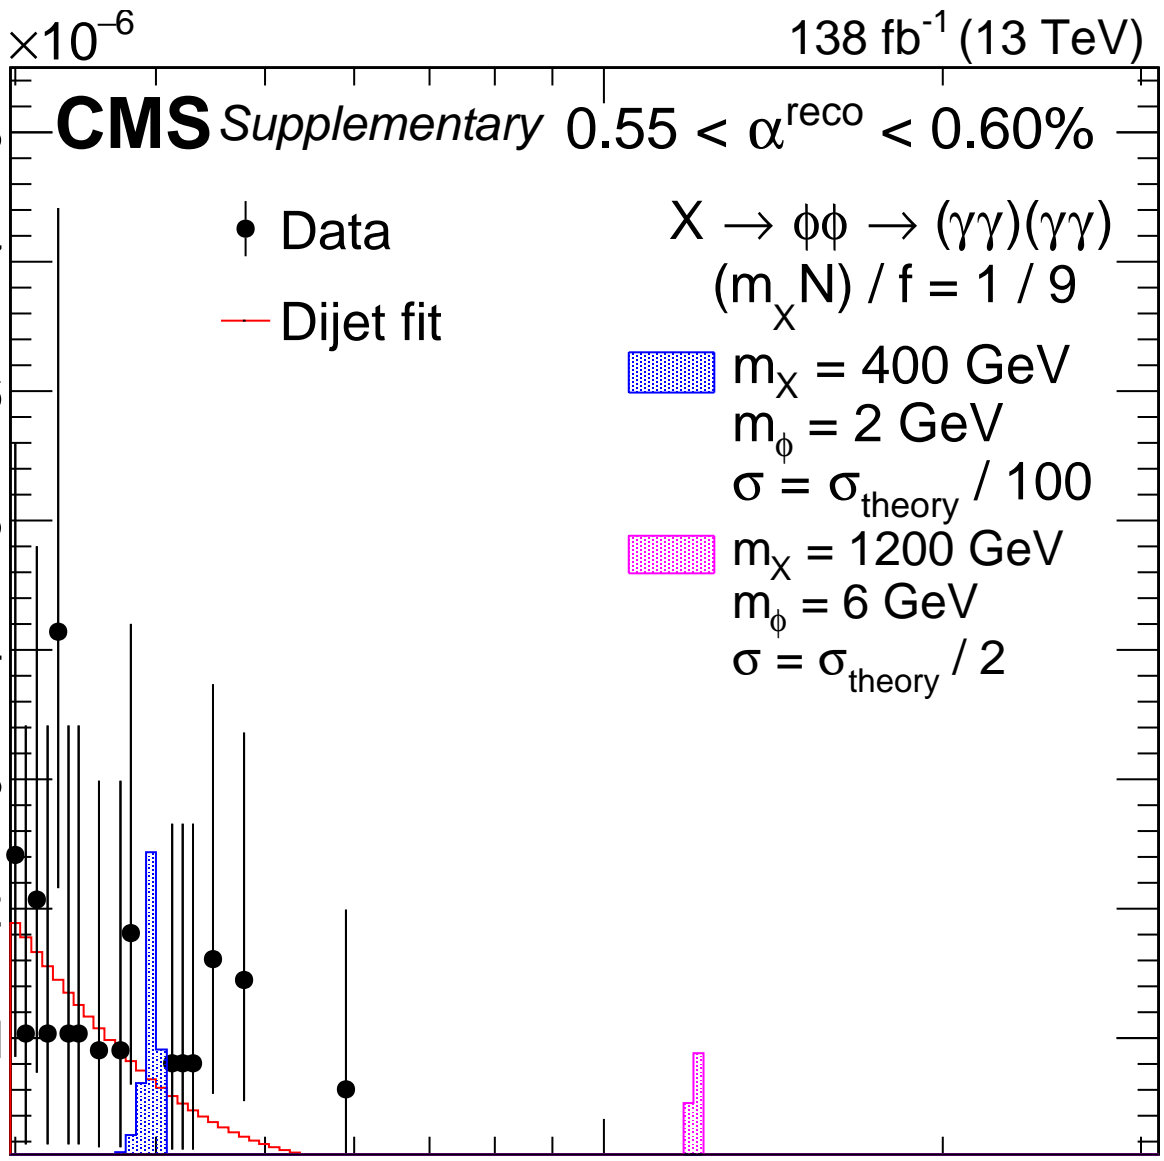 ×10⁻⁶ 138 fb⁻¹ (13 TeV)
CMS Supplementary 0.55 < α^reco < 0.60%
Data
Dijet fit
X → ϕϕ → (γγ)(γγ)
(m_X N) / f = 1 / 9
m_X = 400 GeV
m_ϕ = 2 GeV
σ = σ_theory / 100
m_X = 1200 GeV
m_ϕ = 6 GeV
σ = σ_theory / 2